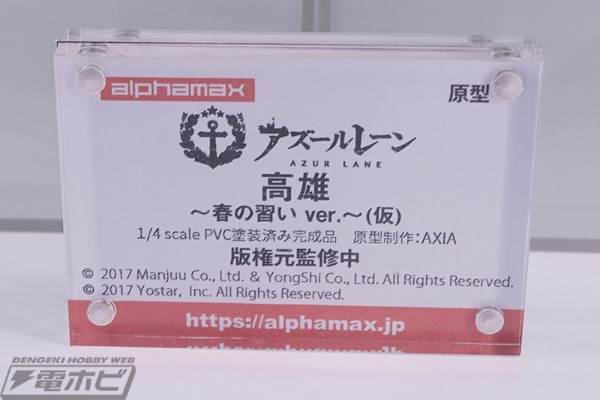 alphamax
原型
アズールレーン
AZUR LANE
高雄
～春の習い ver.～(仮)
1/4 scale PVC塗装済み完成品 原型制作:AXIA
版権元監修中
© 2017 Manjuu Co., Ltd. & YongShi Co., Ltd. All Rights Reserved.
© 2017 Yostar, Inc. All Rights Reserved.
https://alphamax.jp
DENGEKI HOBBY WEB
電ホビ